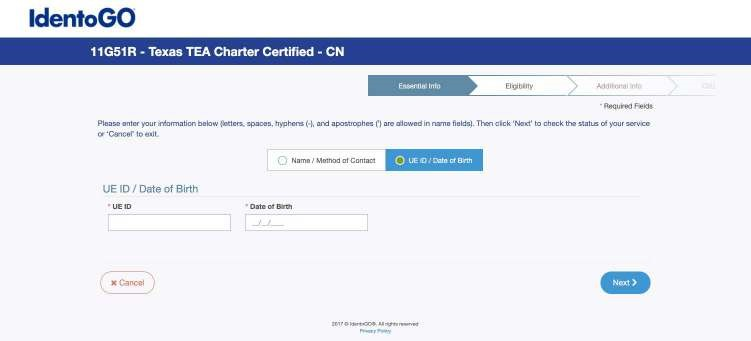 IdentoGO
11G51R - Texas TEA Charter Certified - CN
Essential Info
Eligibility
Additional Info
* Required Fields
Please enter your information below (letters, spaces, hyphens (-), and apostrophes (') are allowed in name fields). Then click 'Next' to check the status of your service
or 'Cancel' to exit.
Name / Method of Contact
UE ID / Date of Birth
UE ID / Date of Birth
* UE ID
* Date of Birth
__/__/____
✖ Cancel
Next
2017 © IdentoGO®. All rights reserved
Privacy Policy